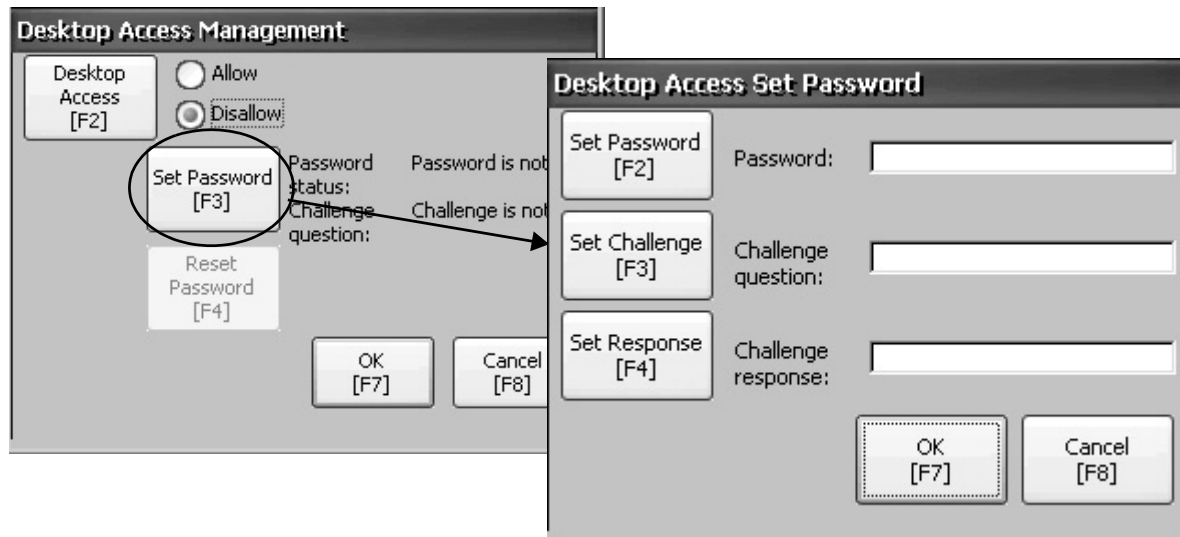 Desktop Access Management
Desktop
Access
[F2]
Allow
Disallow
Set Password
[F3]
Password
status:
Password is not
Challenge
question:
Challenge is not
Reset
Password
[F4]
OK
[F7]
Cancel
[F8]
Desktop Access Set Password
Set Password
[F2]
Password:
Set Challenge
[F3]
Challenge
question:
Set Response
[F4]
Challenge
response:
OK
[F7]
Cancel
[F8]